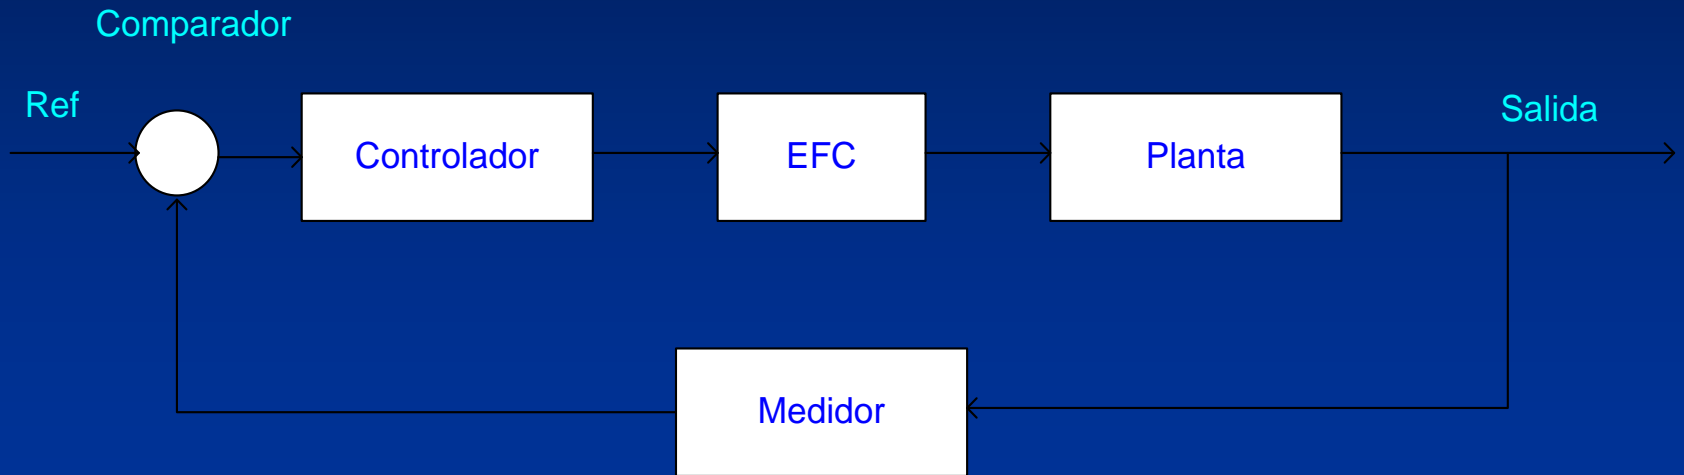 Comparador
Ref
Controlador
EFC
Planta
Salida
Medidor